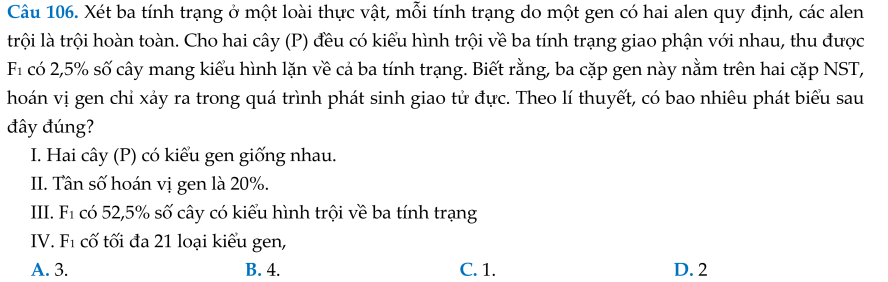 Câu 106. Xét ba tính trạng ở một loài thực vật, mỗi tính trạng do một gen có hai alen quy định, các alen
trội là trội hoàn toàn. Cho hai cây (P) đều có kiểu hình trội về ba tính trạng giao phận với nhau, thu được
F₁ có 2,5% số cây mang kiểu hình lặn về cả ba tính trạng. Biết rằng, ba cặp gen này nằm trên hai cặp NST,
hoán vị gen chỉ xảy ra trong quá trình phát sinh giao tử đực. Theo lí thuyết, có bao nhiêu phát biểu sau
đây đúng?
I. Hai cây (P) có kiểu gen giống nhau.
II. Tần số hoán vị gen là 20%.
III. F₁ có 52,5% số cây có kiểu hình trội về ba tính trạng
IV. F₁ cố tối đa 21 loại kiểu gen,
A. 3. B. 4. C. 1. D. 2